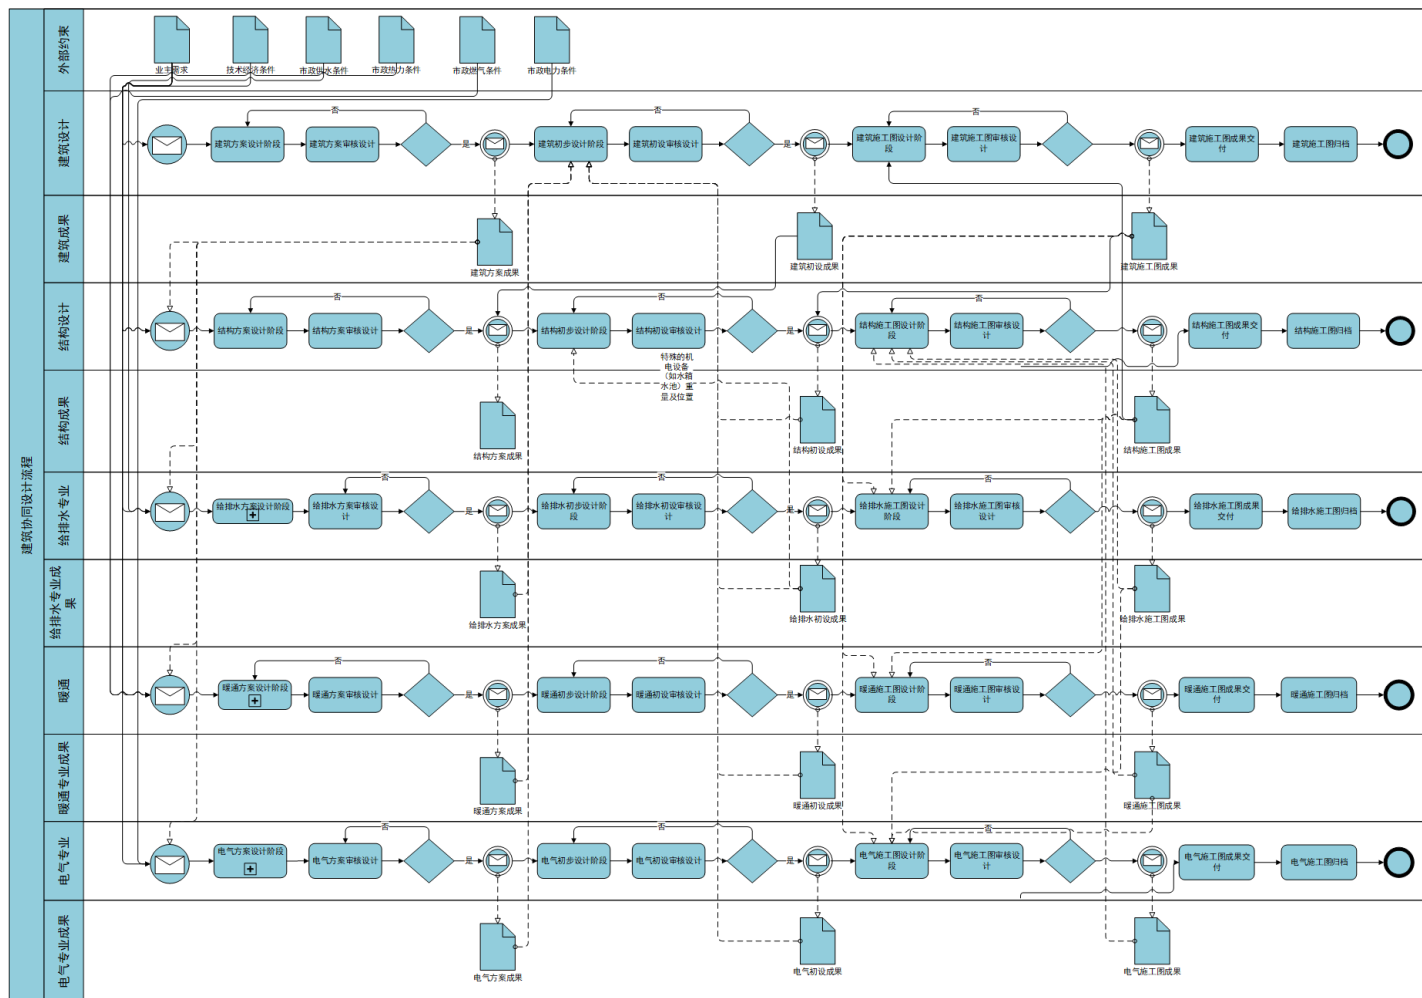 建筑协同设计流程
外部约束
业主需求
技术经济条件
市政供水条件
市政热力条件
市政燃气条件
市政电力条件
建筑设计
否
否
否
建筑方案设计阶段
建筑方案审核设计
是
建筑初步设计阶段
建筑初设审核设计
是
建筑施工图设计阶
段
建筑施工图审核设
计
建筑施工图成果交
付
建筑施工图归档
建筑成果
建筑方案成果
建筑初设成果
建筑施工图成果
结构设计
否
否
否
结构方案设计阶段
结构方案审核设计
是
结构初步设计阶段
结构初设审核设计
是
结构施工图设计阶
段
结构施工图审核设
计
结构施工图成果交
付
结构施工图归档
特殊的机
电设备
（如水箱
水池）重
量及位置
结构成果
结构方案成果
结构初设成果
结构施工图成果
给排水专业
否
否
否
给排水方案设计阶段
给排水方案审核设
计
是
给排水初步设计阶
段
给排水初设审核设
计
是
给排水施工图设计
阶段
给排水施工图审核
设计
给排水施工图成果
交付
给排水施工图归档
给排水专业成
果
给排水方案成果
给排水初设成果
给排水施工图成果
暖通
否
否
否
暖通方案设计阶段
暖通方案审核设计
是
暖通初步设计阶段
暖通初设审核设计
是
暖通施工图设计阶
段
暖通施工图审核设
计
暖通施工图成果交
付
暖通施工图归档
暖通专业成果
暖通方案成果
暖通初设成果
暖通施工图成果
电气专业
否
否
否
电气方案设计阶段
电气方案审核设计
是
电气初步设计阶段
电气初设审核设计
是
电气施工图设计阶
段
电气施工图审核设
计
电气施工图成果交
付
电气施工图归档
电气专业成果
电气方案成果
电气初设成果
电气施工图成果